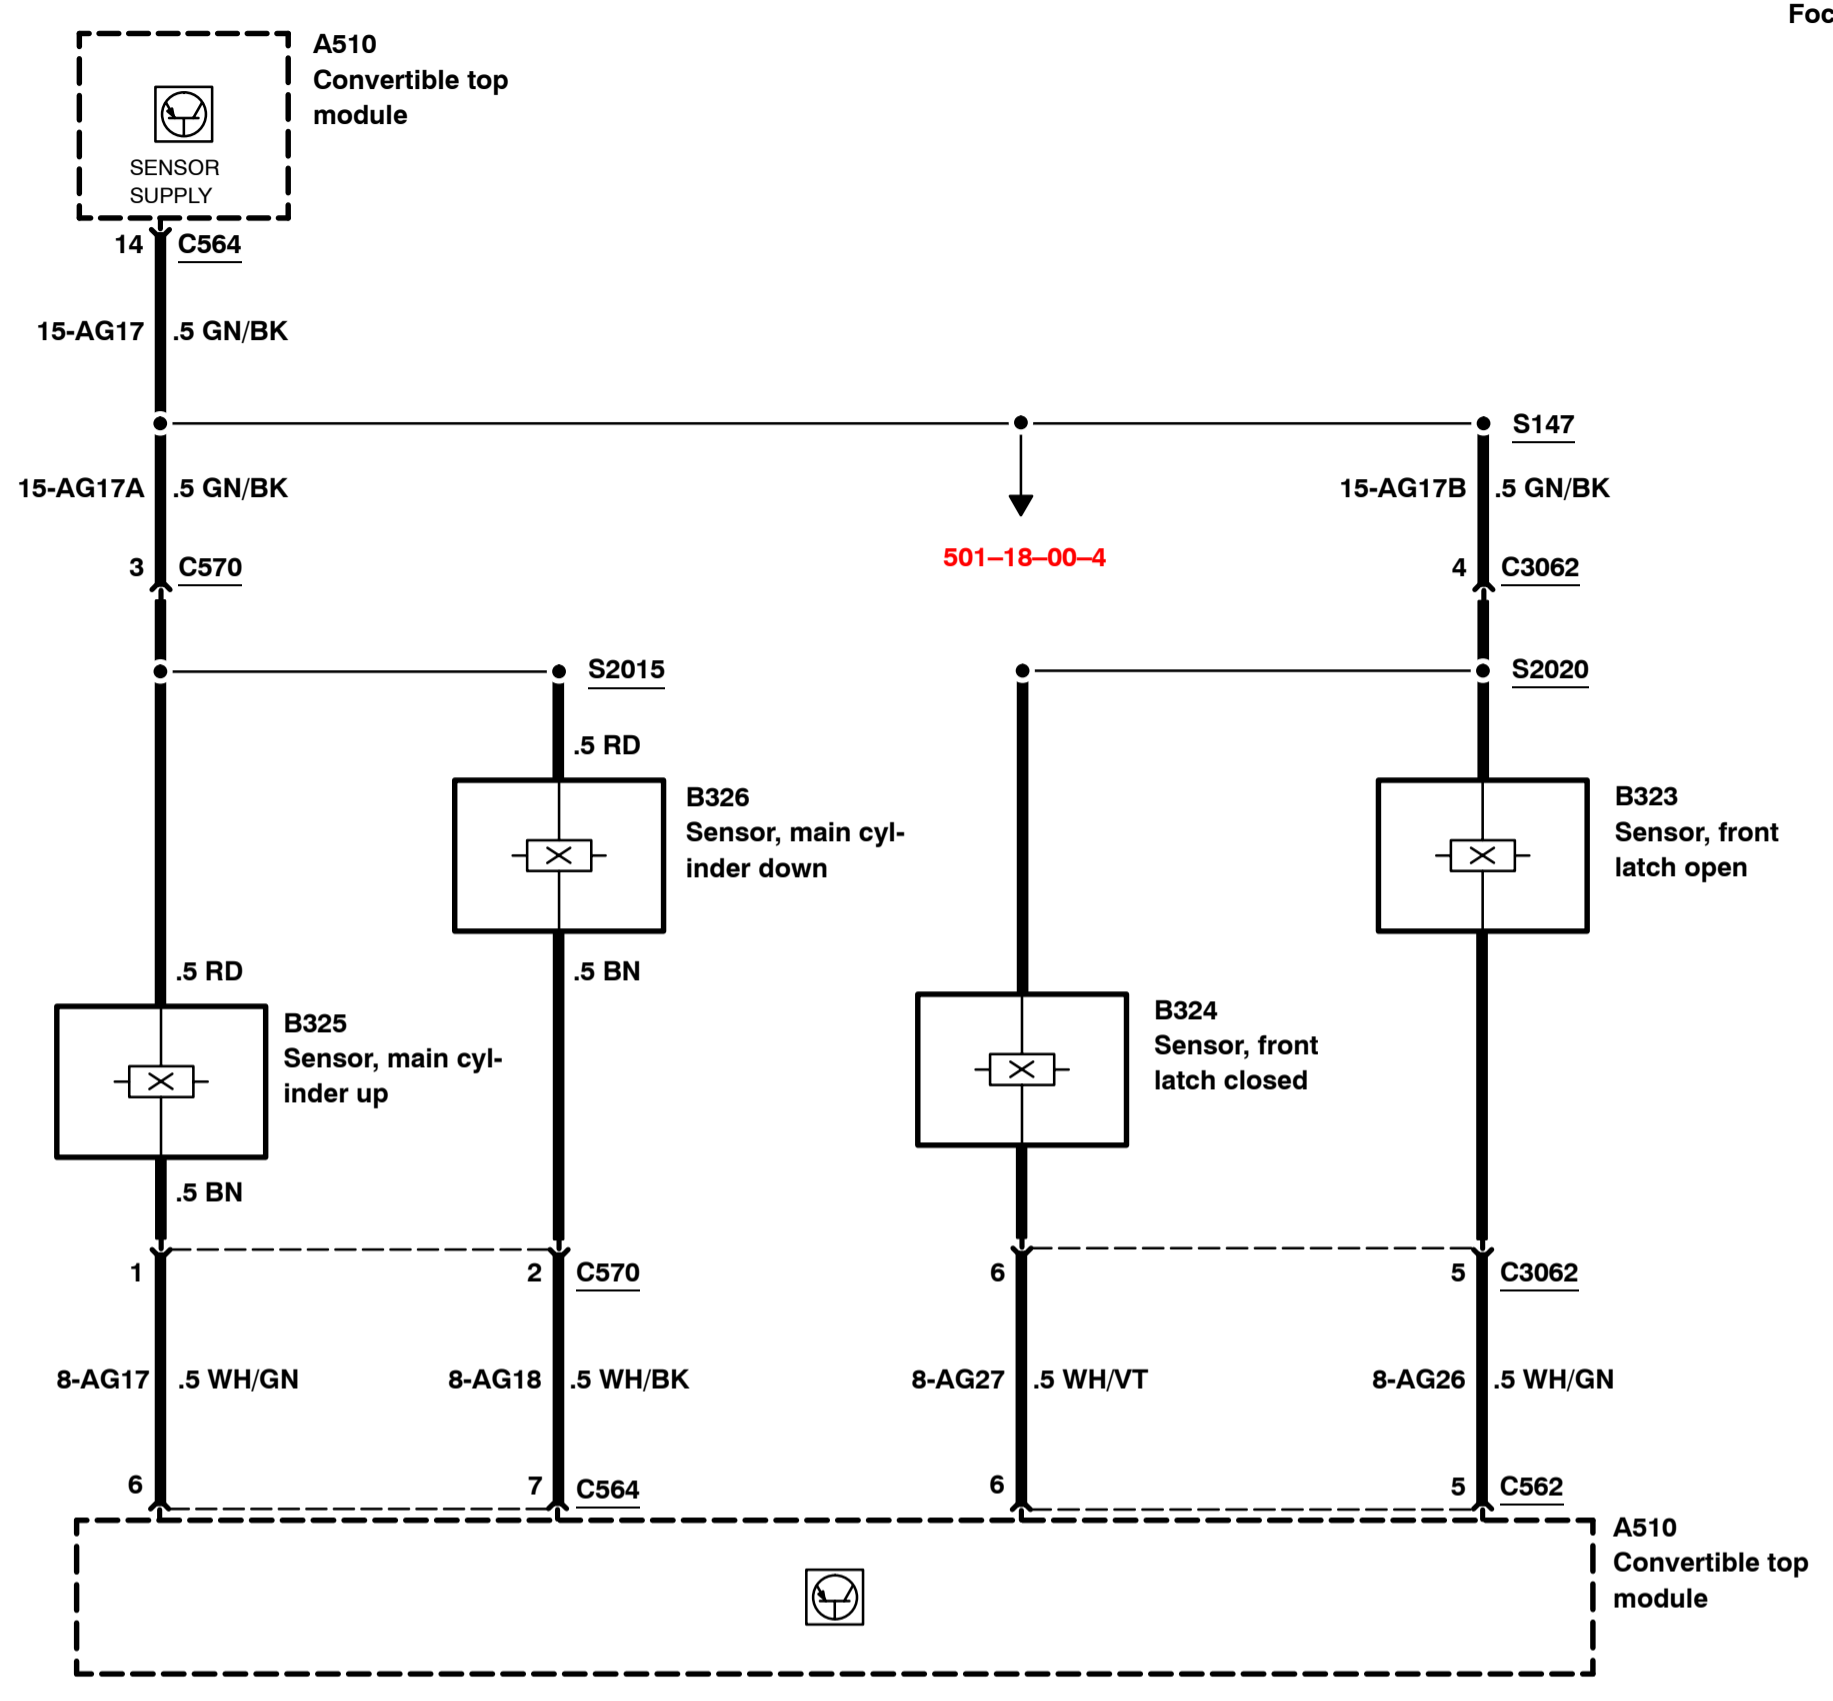 Foc
A510
Convertible top
module
SENSOR
SUPPLY
14 C564
15-AG17 .5 GN/BK
S147
15-AG17A .5 GN/BK
15-AG17B .5 GN/BK
501–18–00–4
3 C570
4 C3062
S2015
S2020
.5 RD
B326
Sensor, main cyl-
inder down
B323
Sensor, front
latch open
.5 RD
.5 BN
B325
Sensor, main cyl-
inder up
B324
Sensor, front
latch closed
.5 BN
1 2 C570
6 5 C3062
8-AG17 .5 WH/GN
8-AG18 .5 WH/BK
8-AG27 .5 WH/VT
8-AG26 .5 WH/GN
6 7 C564
6 5 C562
A510
Convertible top
module